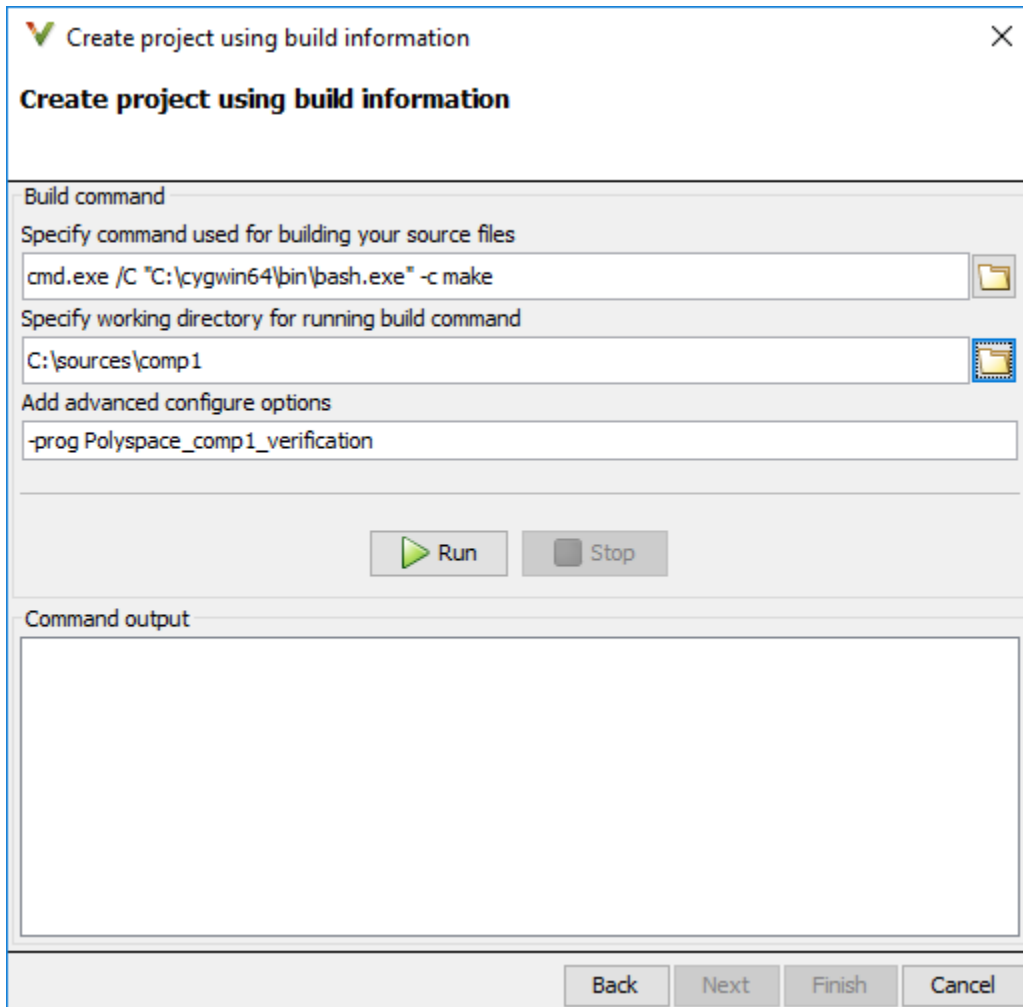 Create project using build information
Create project using build information
Build command
Specify command used for building your source files
cmd.exe /C "C:\cygwin64\bin\bash.exe" -c make
Specify working directory for running build command
C:\sources\comp1
Add advanced configure options
-prog Polyspace_comp1_verification
Run Stop
Command output
Back Next Finish Cancel